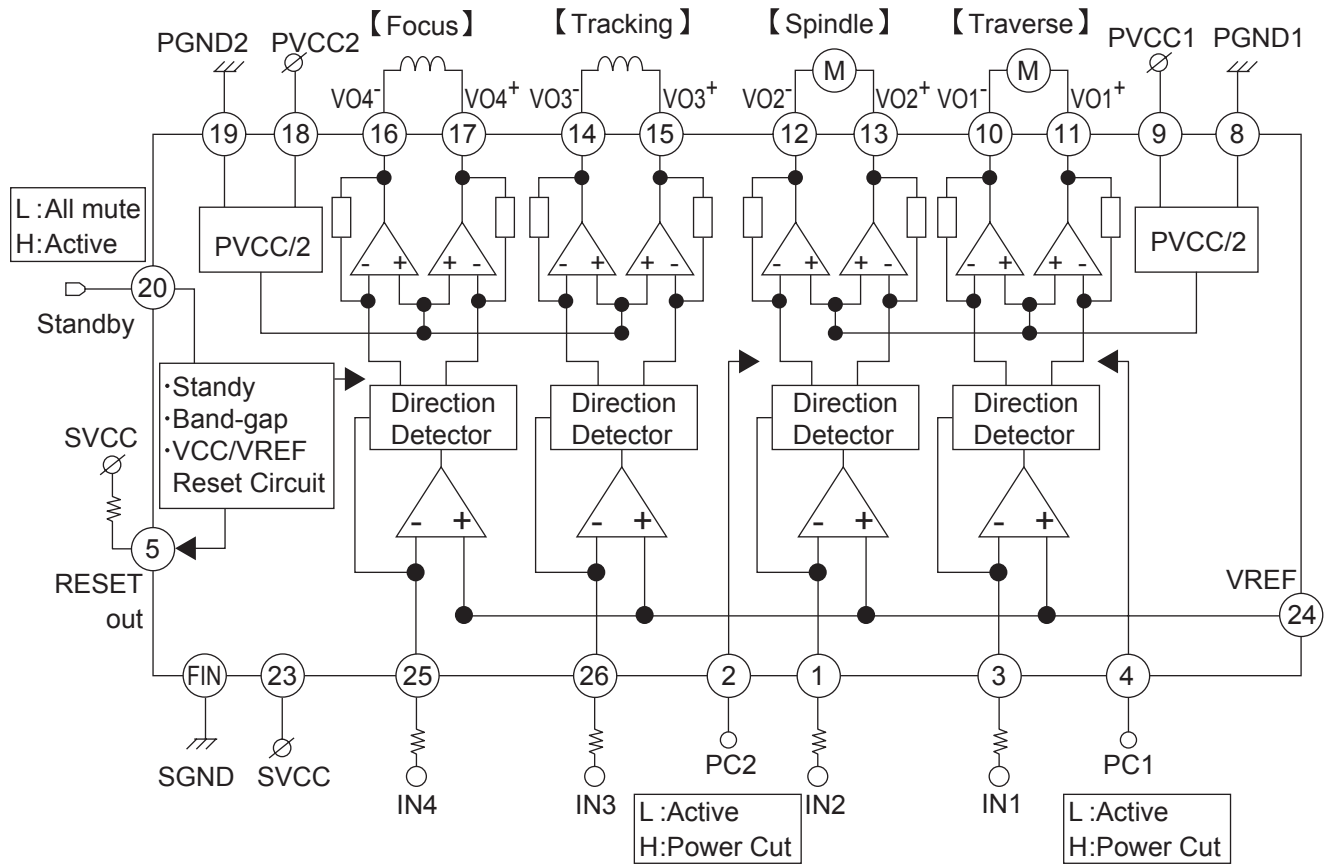 【Focus】 【Tracking】 【Spindle】 【Traverse】
PGND2 PVCC2 PVCC1 PGND1
VO4- VO4+ VO3- VO3+ VO2- M VO2+ VO1- M VO1+
19 18 16 17 14 15 12 13 10 11 9 8
L :All mute
H:Active
PVCC/2
PVCC/2
- + + - - + + - - + + - - + + -
20
Standby
·Standy
·Band-gap
·VCC/VREF
Reset Circuit
Direction
Detector
Direction
Detector
Direction
Detector
Direction
Detector
SVCC
- + - + - + - +
5
RESET
out
VREF
24
FIN 23 25 26 2 1 3 4
SGND SVCC IN4 IN3 PC2 IN2 IN1 PC1
L :Active
H:Power Cut
L :Active
H:Power Cut